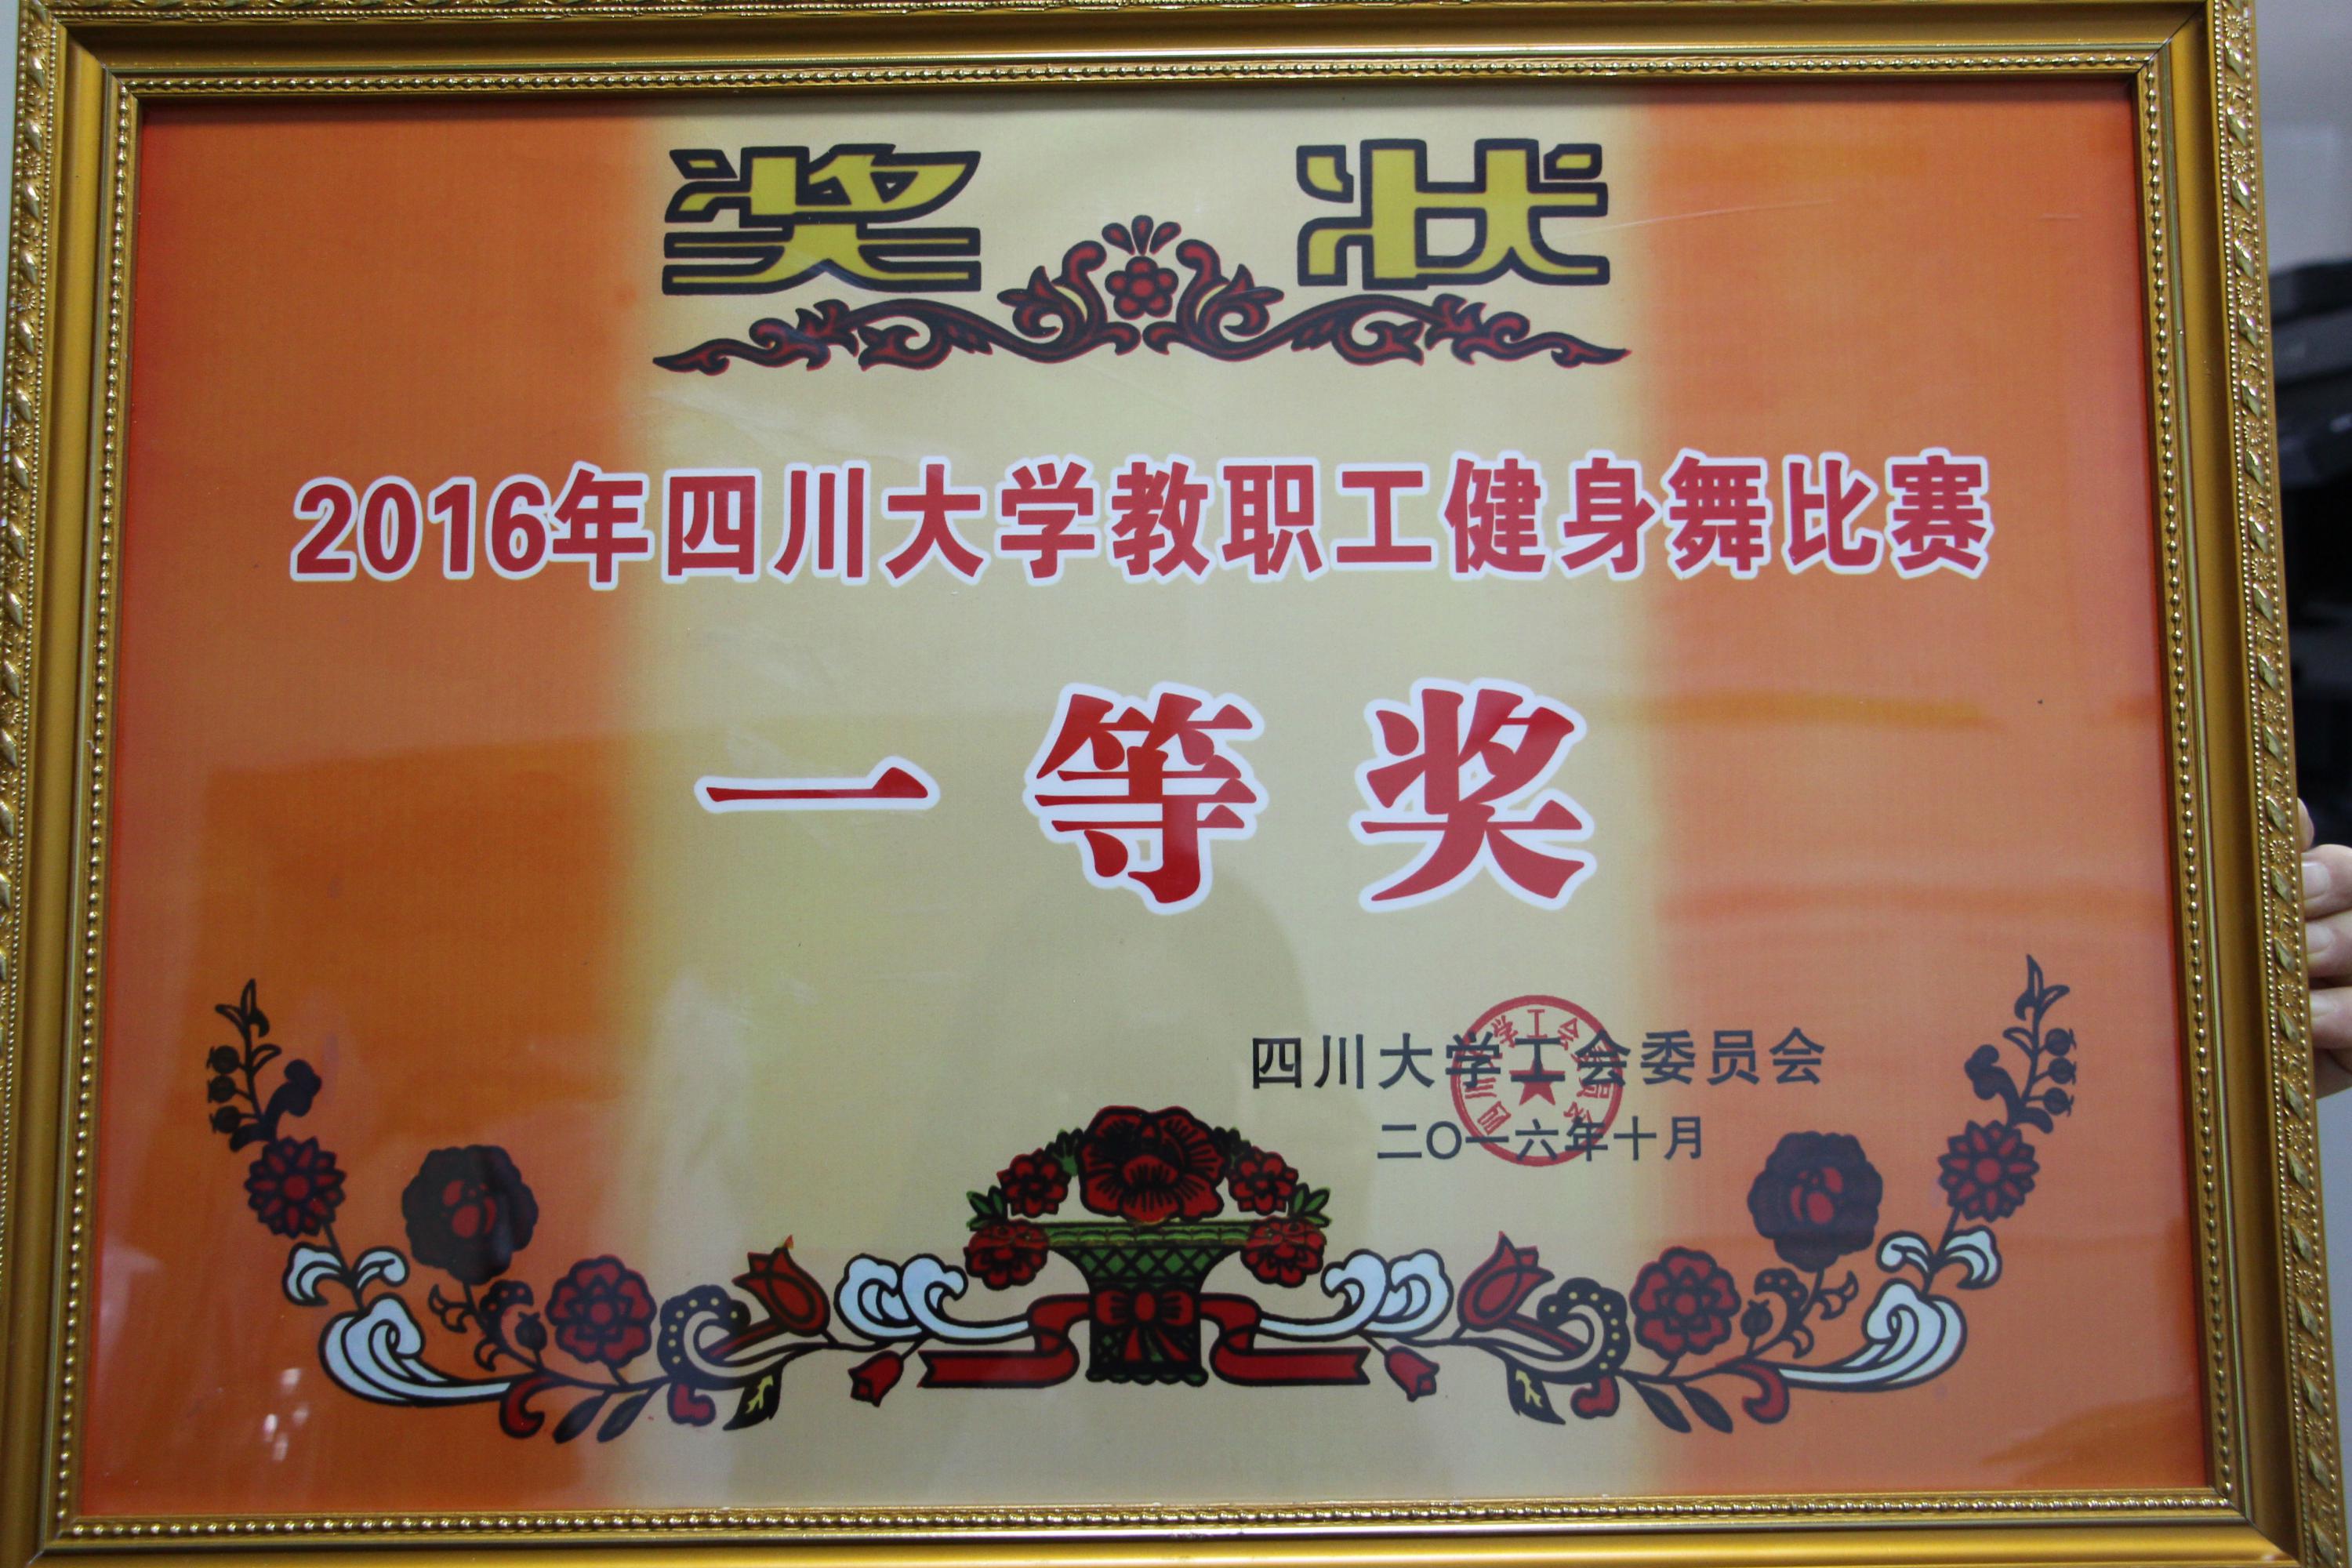 奖状
2016年四川大学教职工健身舞比赛
一等奖
四川大学工会委员会
二〇一六年十月